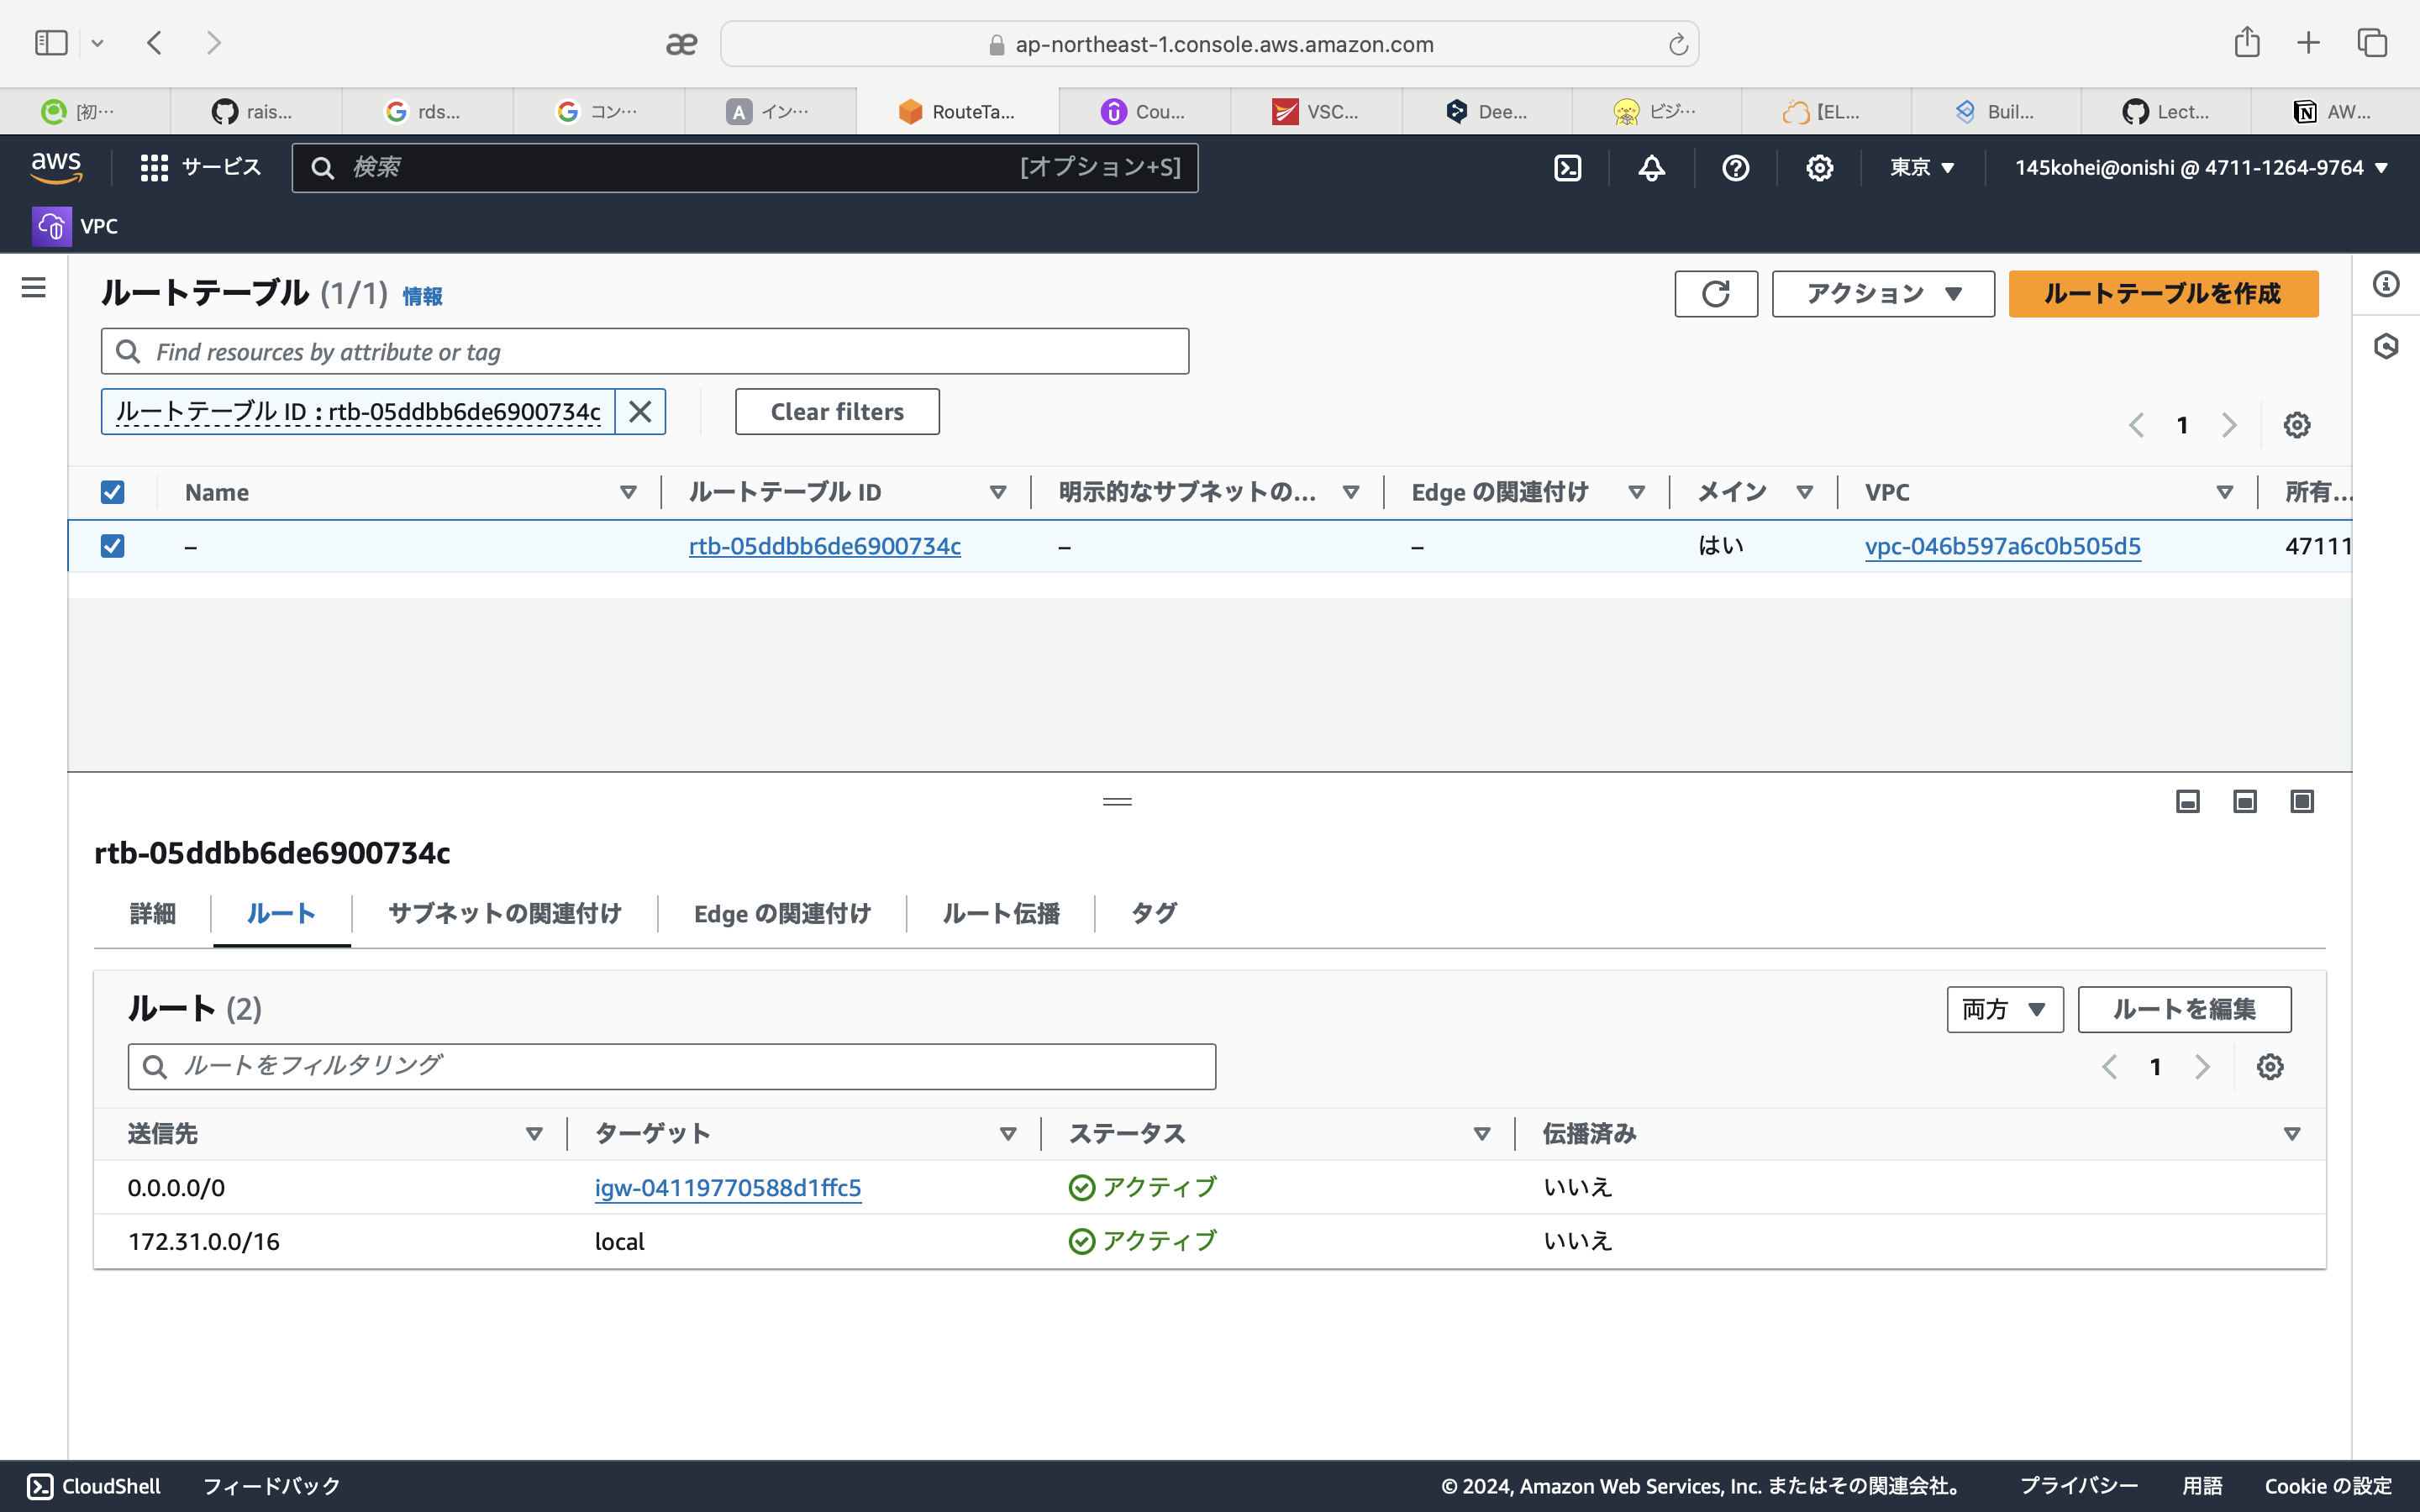 æ
ap-northeast-1.console.aws.amazon.com
[初… rais... rds... コン… A イン… RouteTa... Cou... VSC... Dee... ビジ… 【EL... Buil... Lect... AW...
aws サービス 検索 [オプション+S] 東京 145kohei@onishi @ 4711-1264-9764
VPC
ルートテーブル (1/1) 情報 アクション ルートテーブルを作成
Find resources by attribute or tag
ルートテーブル ID : rtb-05ddbb6de6900734c Clear filters
1
Name ルートテーブル ID 明示的なサブネットの... Edge の関連付け メイン VPC 所有...
– rtb-05ddbb6de6900734c – – はい vpc-046b597a6c0b505d5 47111
rtb-05ddbb6de6900734c
詳細 ルート サブネットの関連付け Edge の関連付け ルート伝播 タグ
ルート (2) 両方 ルートを編集
ルートをフィルタリング 1
送信先 ターゲット ステータス 伝播済み
0.0.0.0/0 igw-04119770588d1ffc5 アクティブ いいえ
172.31.0.0/16 local アクティブ いいえ
CloudShell フィードバック © 2024, Amazon Web Services, Inc. またはその関連会社。 プライバシー 用語 Cookie の設定